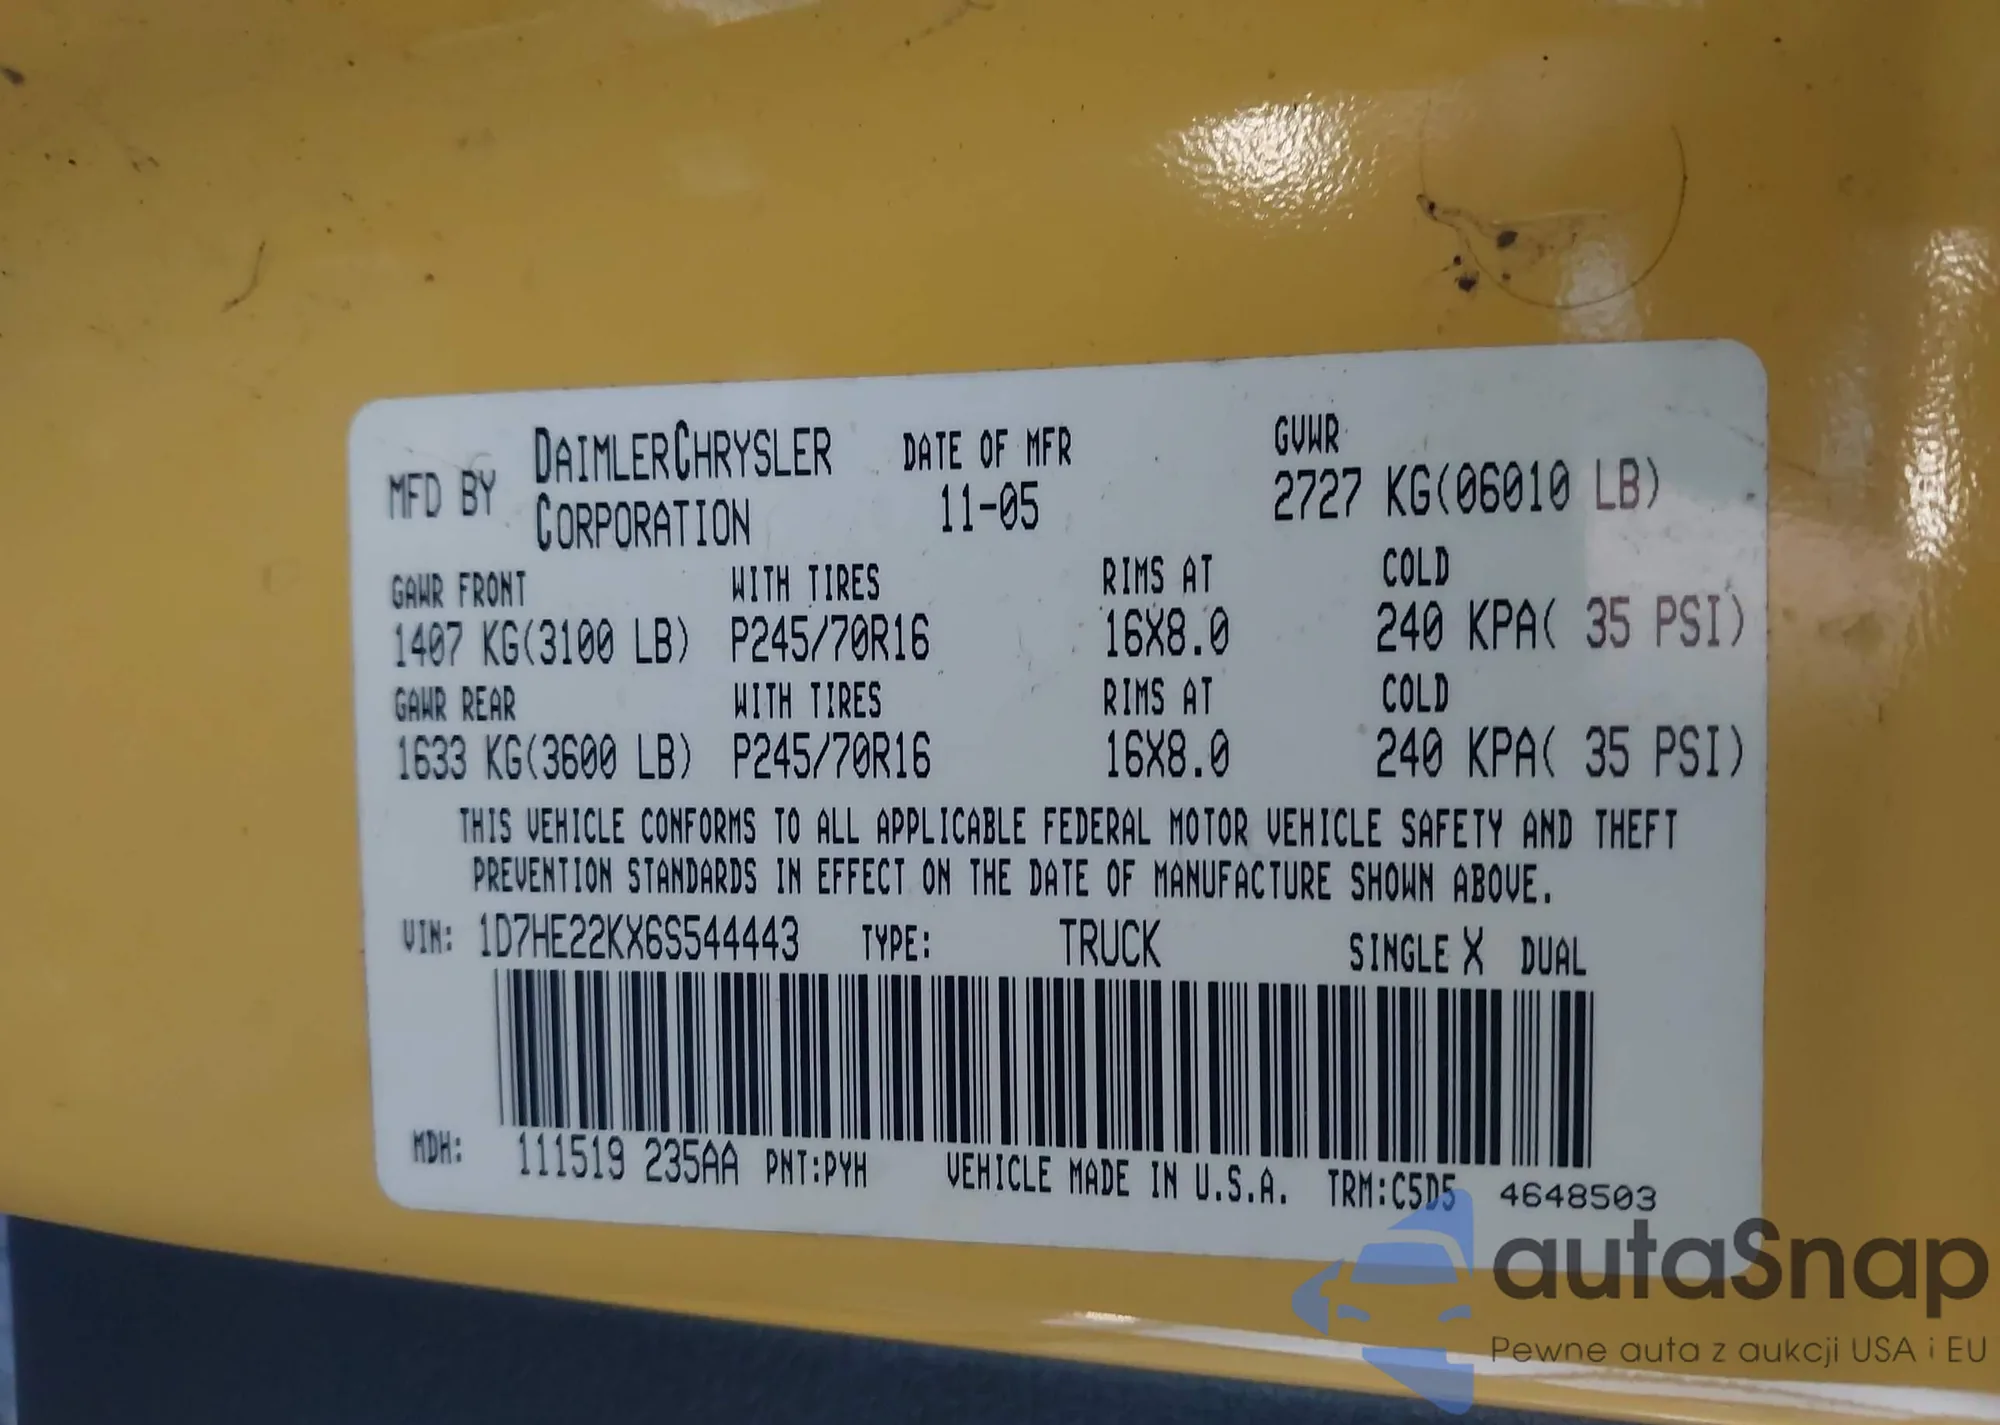 MFD BY DAIMLERCHRYSLER CORPORATION DATE OF MFR 11-05 GVWR 2727 KG(06010 LB)
GAWR FRONT WITH TIRES RIMS AT COLD
1407 KG(3100 LB) P245/70R16 16X8.0 240 KPA( 35 PSI)
GAWR REAR WITH TIRES RIMS AT COLD
1633 KG(3600 LB) P245/70R16 16X8.0 240 KPA( 35 PSI)
THIS VEHICLE CONFORMS TO ALL APPLICABLE FEDERAL MOTOR VEHICLE SAFETY AND THEFT
PREVENTION STANDARDS IN EFFECT ON THE DATE OF MANUFACTURE SHOWN ABOVE.
VIN: 1D7HE22KX6S544443 TYPE: TRUCK SINGLE X DUAL
MDH: 111519 235AA PNT:PYH VEHICLE MADE IN U.S.A. TRM:C5D5 4648503
autaSnap
Pewne auta z aukcji USA i EU